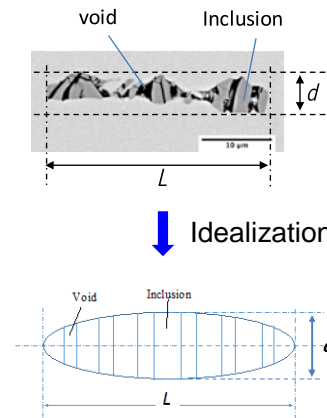 void
Inclusion
d
10 μm
L
Idealization
Void
Inclusion
L